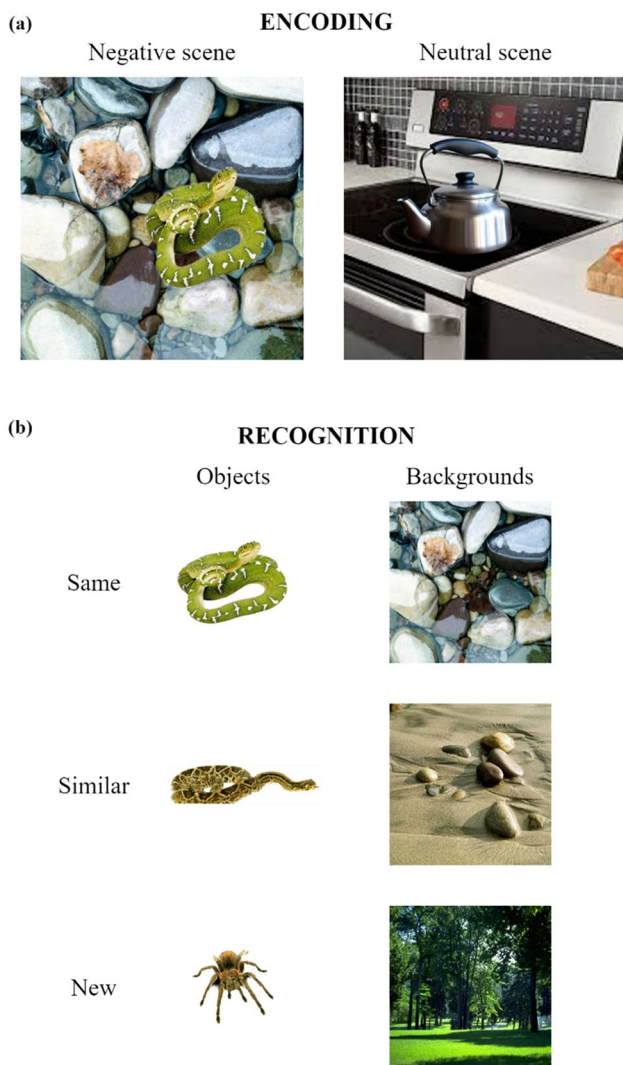 (a)
ENCODING
Negative scene
Neutral scene
(b)
RECOGNITION
Objects
Backgrounds
Same
Similar
New